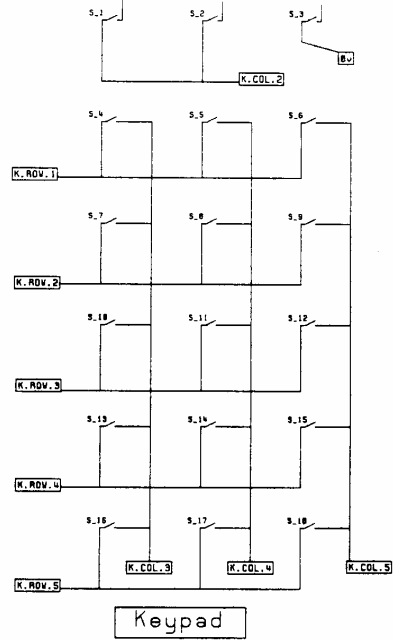 S_1 S_2 S_3
Bv
K.COL.2
S_4 S_5 S_6
K.ROW.1
S_7 S_8 S_9
K.ROW.2
S_10 S_11 S_12
K.ROW.3
S_13 S_14 S_15
K.ROW.4
S_16 S_17 S_18
K.COL.3 K.COL.4 K.COL.5
K.ROW.5
Keypad